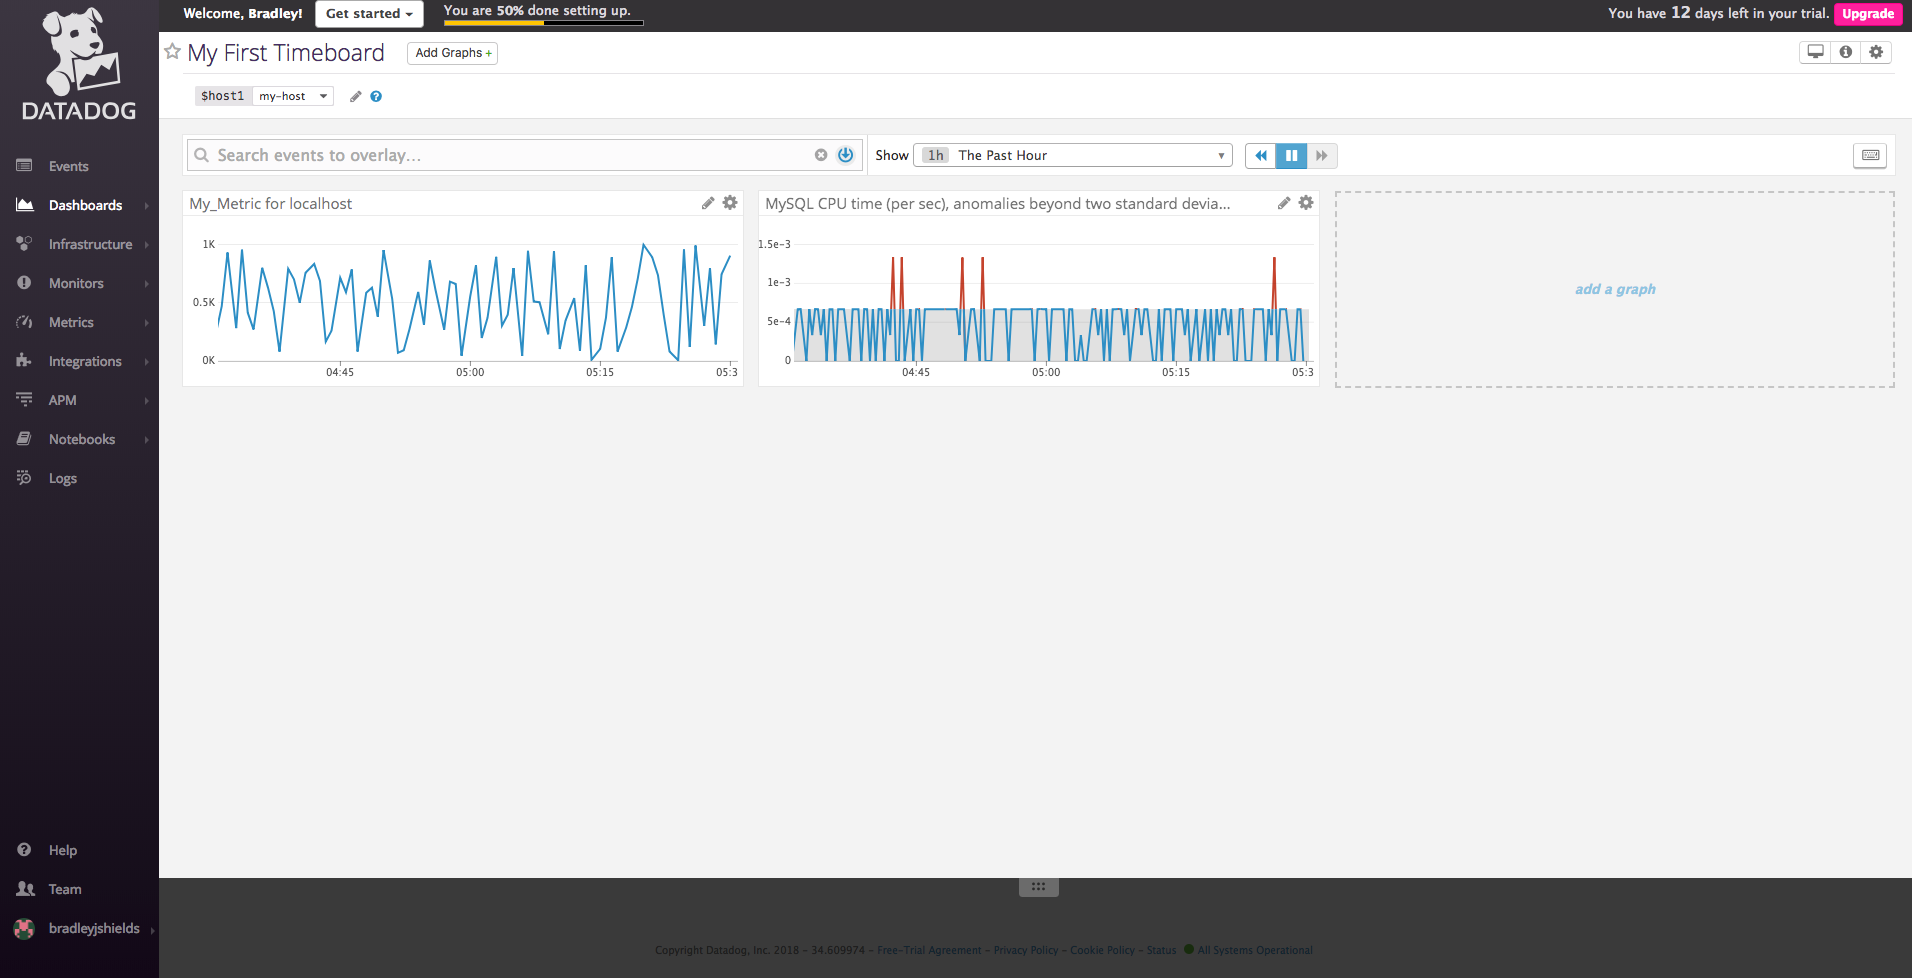 Welcome, Bradley!
Get started
You are 50% done setting up.
You have 12 days left in your trial.
Upgrade
DATADOG
My First Timeboard
Add Graphs +
$host1
my-host
Search events to overlay...
Show
1h
The Past Hour
Events
Dashboards
Infrastructure
Monitors
Metrics
Integrations
APM
Notebooks
Logs
My_Metric for localhost
1K
0.5K
0K
04:45
05:00
05:15
05:3
MySQL CPU time (per sec), anomalies beyond two standard devia...
1.5e-3
1e-3
5e-4
0
04:45
05:00
05:15
05:3
add a graph
Help
Team
bradleyjshields
Copyright Datadog, Inc. 2018 - 34.609974 - Free-Trial Agreement - Privacy Policy - Cookie Policy - Status All Systems Operational